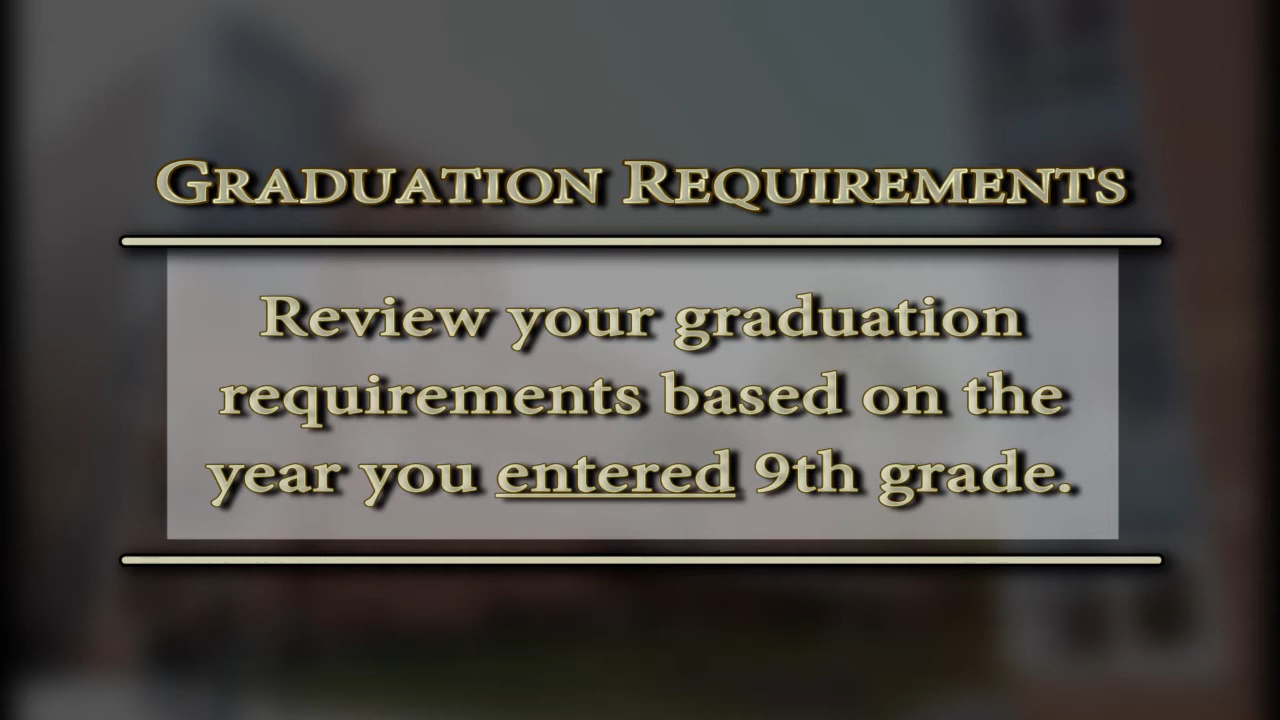 Graduation Requirements
Review your graduation
requirements based on the
year you entered 9th grade.